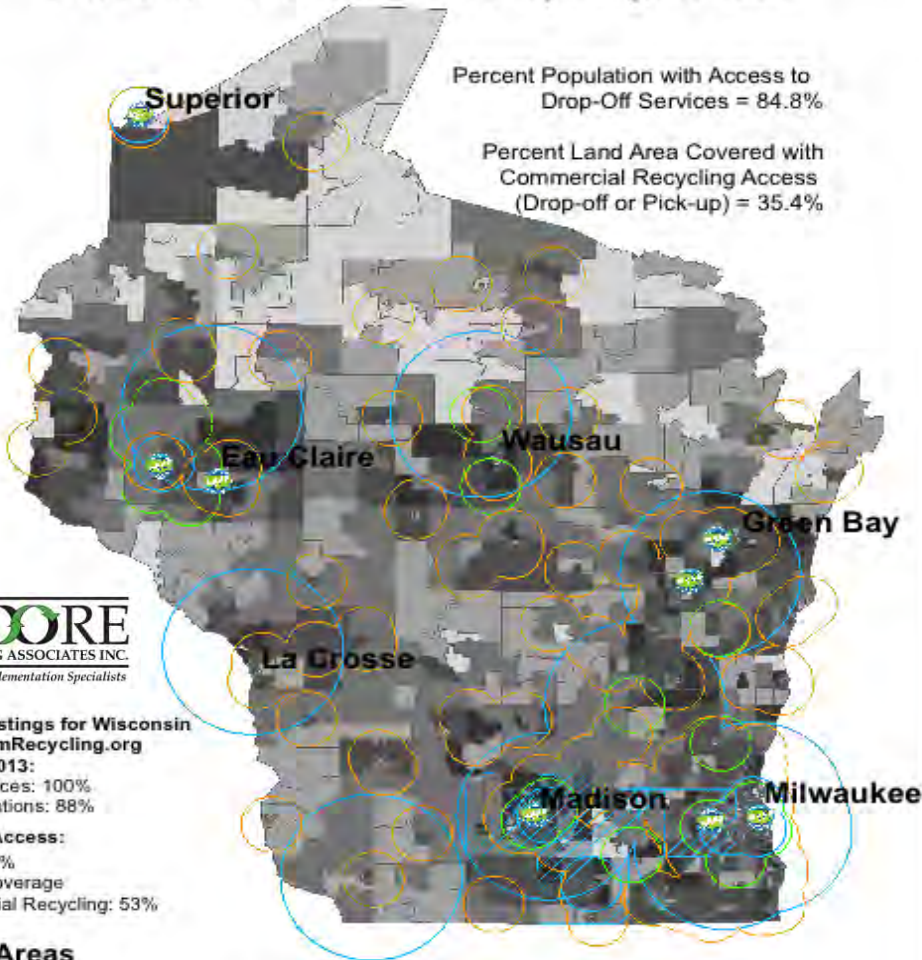 Superior
Percent Population with Access to
Drop-Off Services = 84.8%
Percent Land Area Covered with
Commercial Recycling Access
(Drop-off or Pick-up) = 35.4%
Eau Claire
Wausau
Green Bay
La Crosse
Madison
Milwaukee
OORE
G ASSOCIATES INC.
lementation Specialists
stings for Wisconsin
mRecycling.org
013:
ces: 100%
ations: 88%
Access:
%
overage
ial Recycling: 53%
Areas